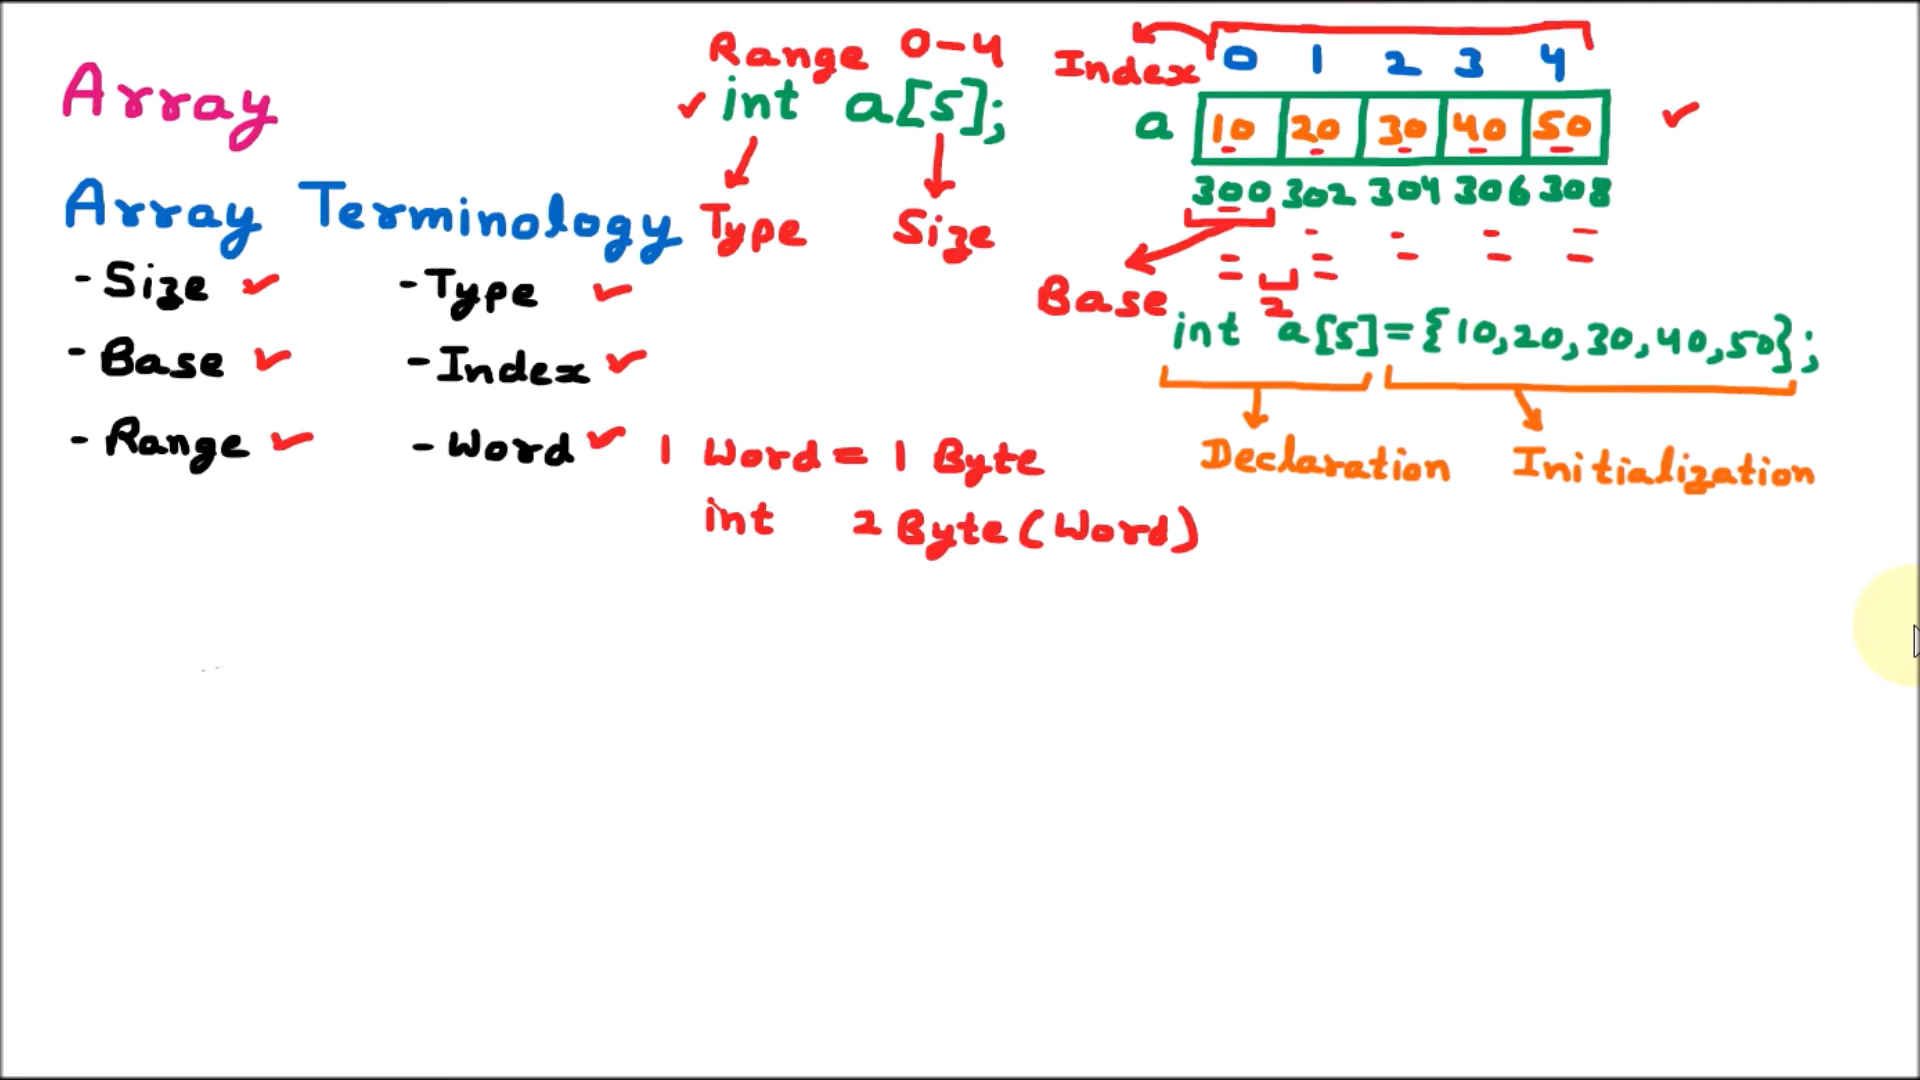 Array
Range 0-4
int a[5];
Type Size
Index 0 1 2 3 4
a 10 20 30 40 50
300 302 304 306 308
Base 2
Array Terminology
- Size - Type
- Base - Index
- Range - Word
int a[5]={10,20,30,40,50};
Declaration Initialization
1 Word = 1 Byte
int 2 Byte (Word)